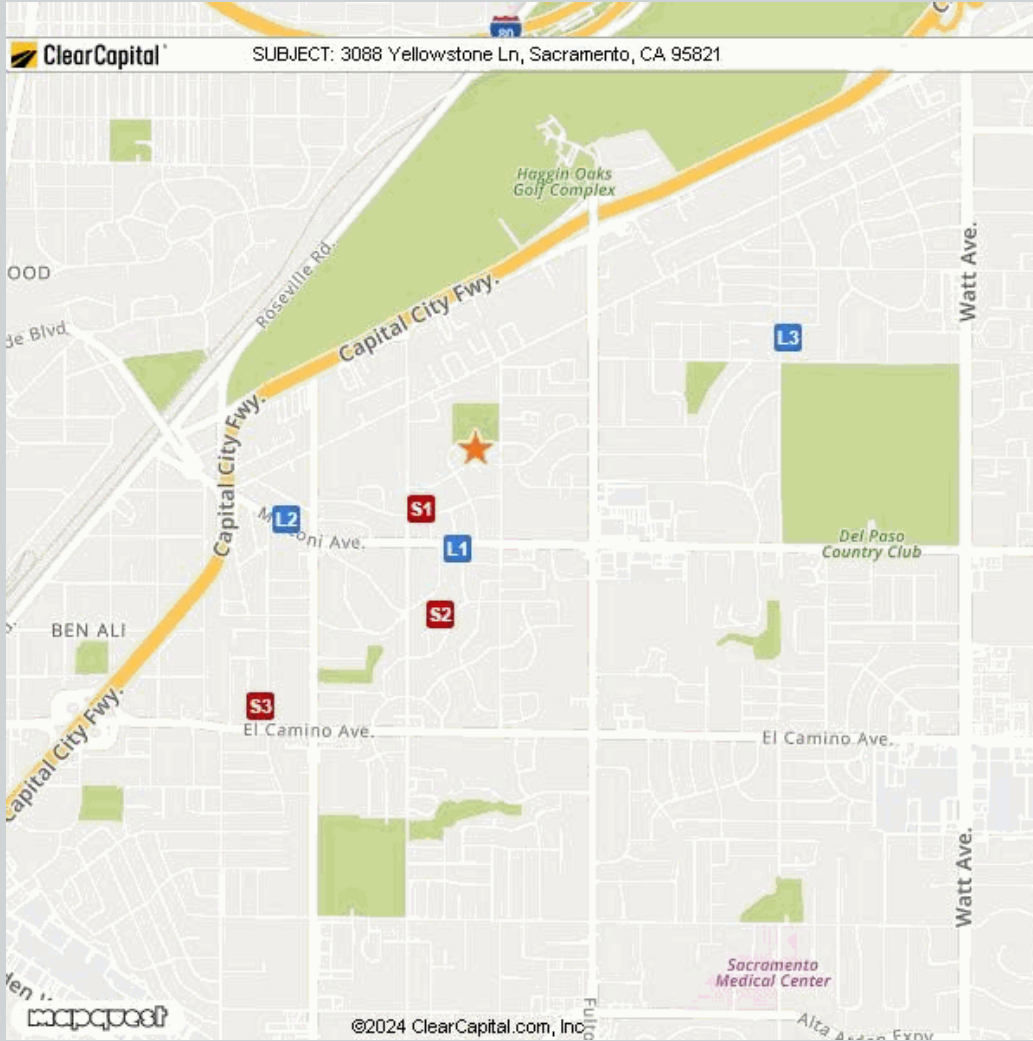 80
ClearCapital
SUBJECT: 3088 Yellowstone Ln, Sacramento, CA 95821
Haggin Oaks
Golf Complex
Watt Ave.
OOD
Roseville Rd.
de Blvd
Capital City Fwy.
L3
Capital City Fwy.
S1
L2
oni Ave.
L1
Del Paso
Country Club
S2
BEN ALI
S3
El Camino Ave.
El Camino Ave.
Capital City Fwy.
Watt Ave.
Sacramento
Medical Center
mapquest
©2024 ClearCapital.com, Inc
Fulto
Alta Arden Expy